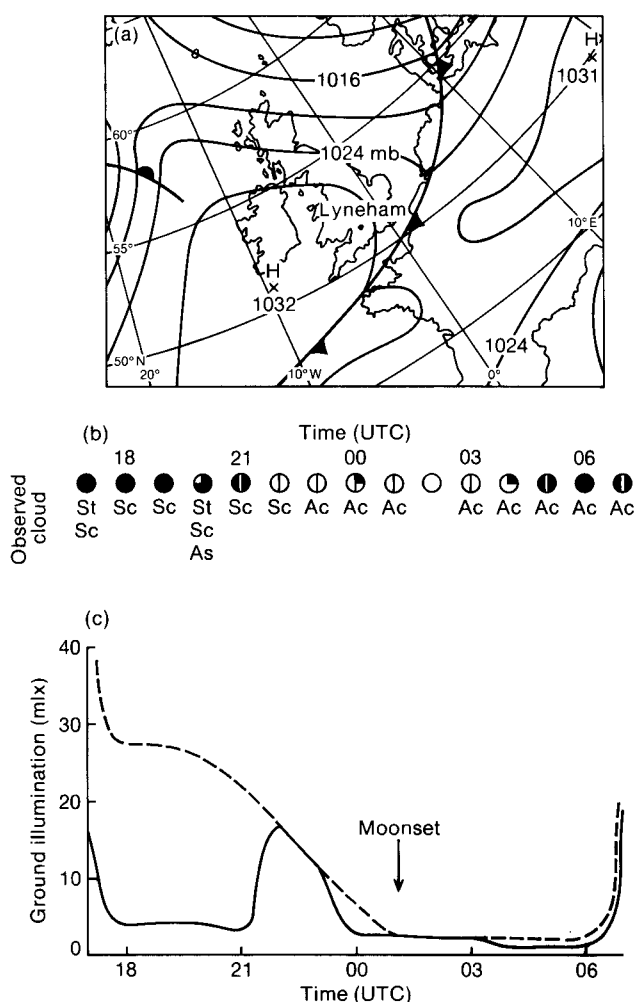 (a)
H
1031
1016
60°
1024 mb
Lyneham
55°
10°E
H
1032
1024
50°N
20°
10°W
0°
(b)
Time (UTC)
18 21 00 03 06
Observed cloud
St Sc Sc St Sc Sc Ac Ac Ac Ac Ac Ac Ac Ac
Sc Sc
As
(c)
40
30
20
10
0
Ground illumination (mlx)
Moonset
18 21 00 03 06
Time (UTC)